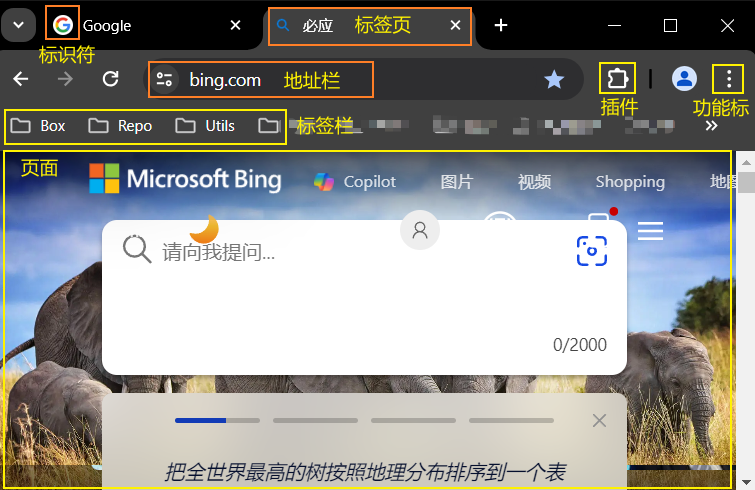 Google
必应 标签页
标识符
bing.com 地址栏
插件
功能标
Box Repo Utils 标签栏
页面
Microsoft Bing Copilot 图片 视频 Shopping 地图
请向我提问...
0/2000
把全世界最高的树按照地理分布排序到一个表